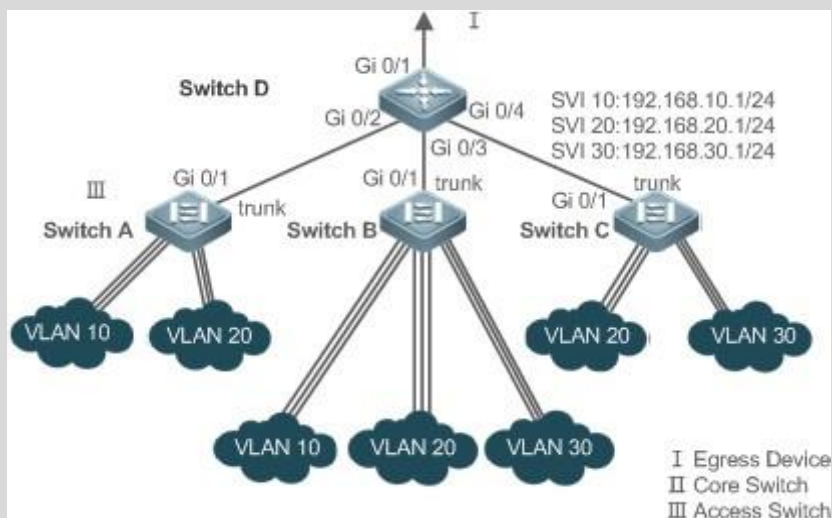 I
Gi 0/1
Switch D
Gi 0/2
Gi 0/4
SVI 10:192.168.10.1/24
SVI 20:192.168.20.1/24
SVI 30:192.168.30.1/24
Gi 0/3
III
Gi 0/1
trunk
Switch A
Gi 0/1
trunk
Switch B
trunk
Gi 0/1
Switch C
VLAN 10
VLAN 20
VLAN 20
VLAN 30
VLAN 10
VLAN 20
VLAN 30
I Egress Device
II Core Switch
III Access Switch